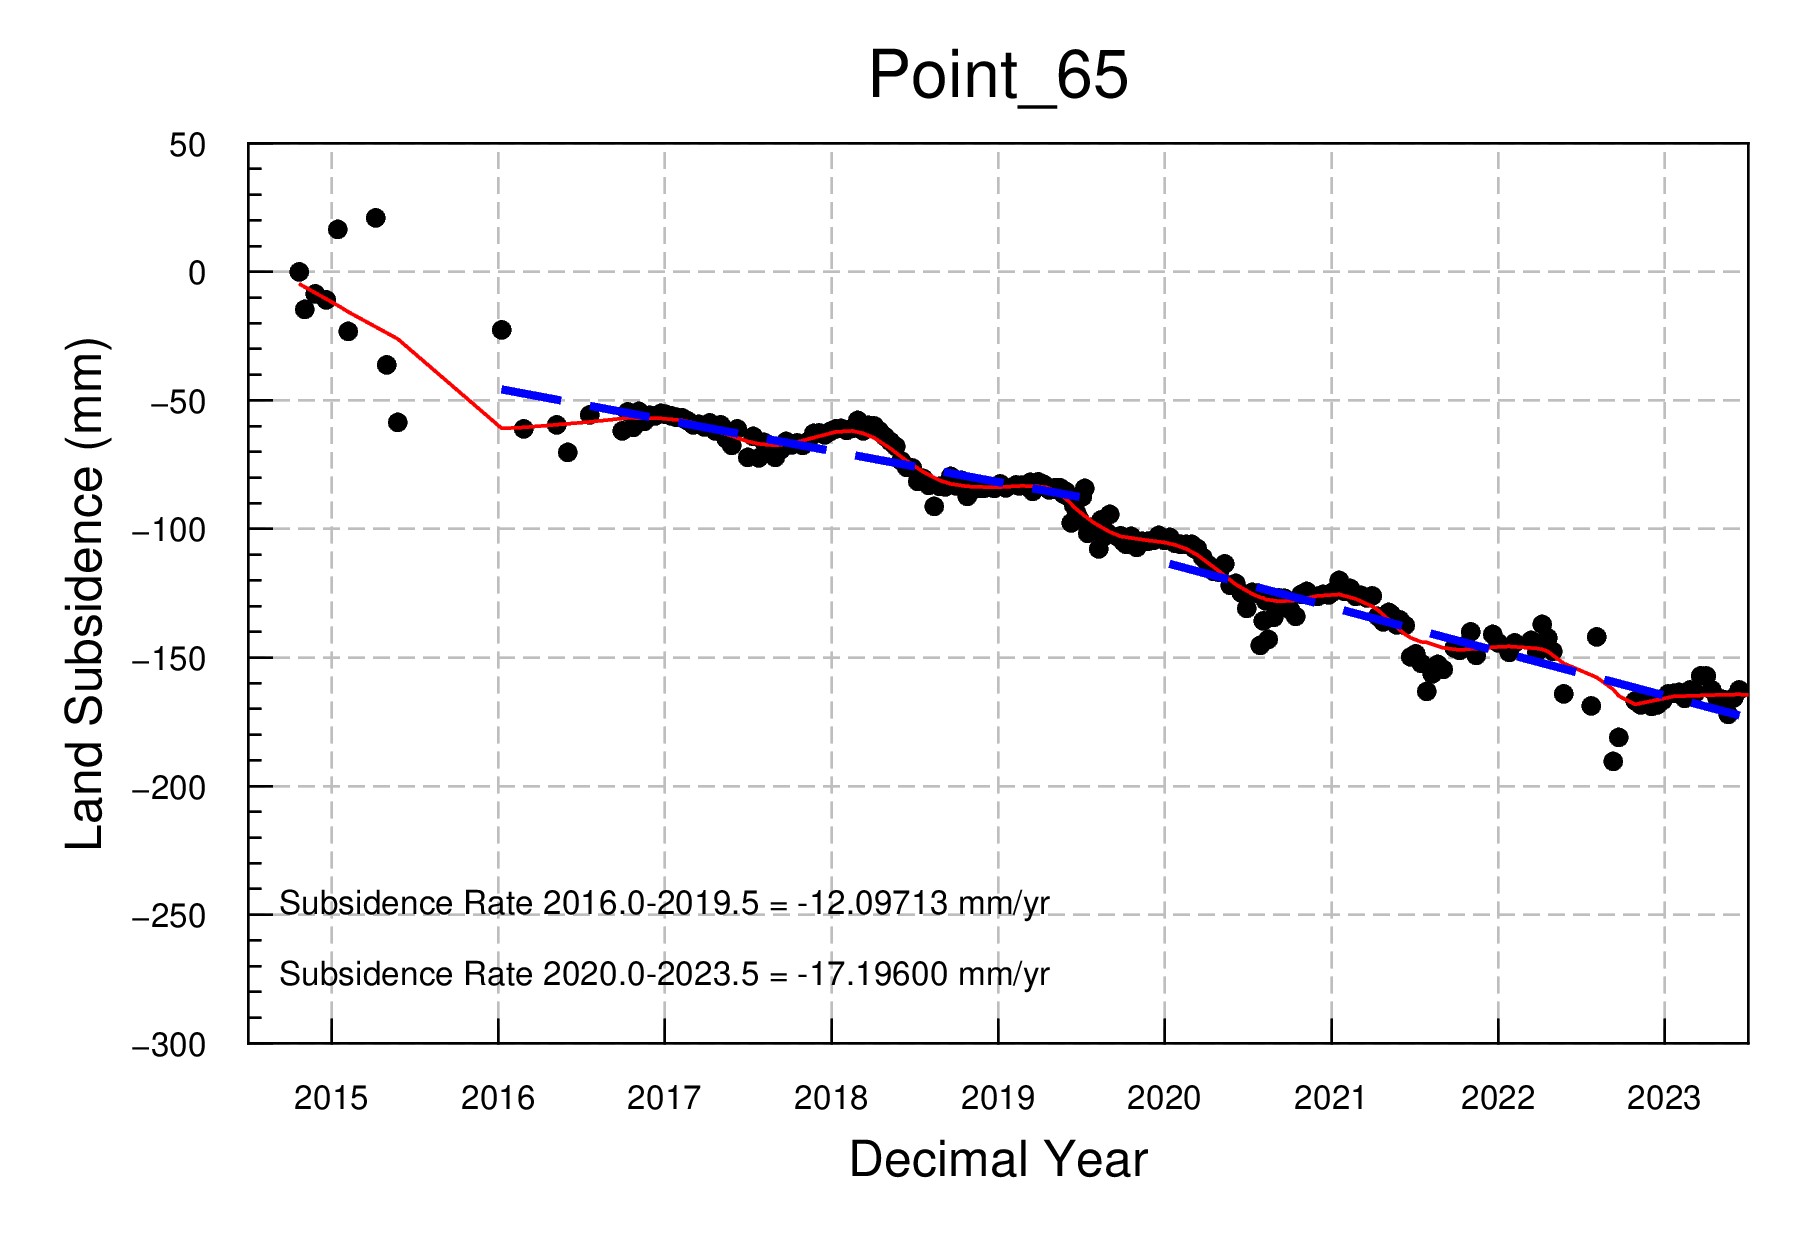 Point_65
50
0
−50
−100
−150
−200
−250
−300
Land Subsidence (mm)
Subsidence Rate 2016.0-2019.5 = -12.09713 mm/yr
Subsidence Rate 2020.0-2023.5 = -17.19600 mm/yr
2015 2016 2017 2018 2019 2020 2021 2022 2023
Decimal Year